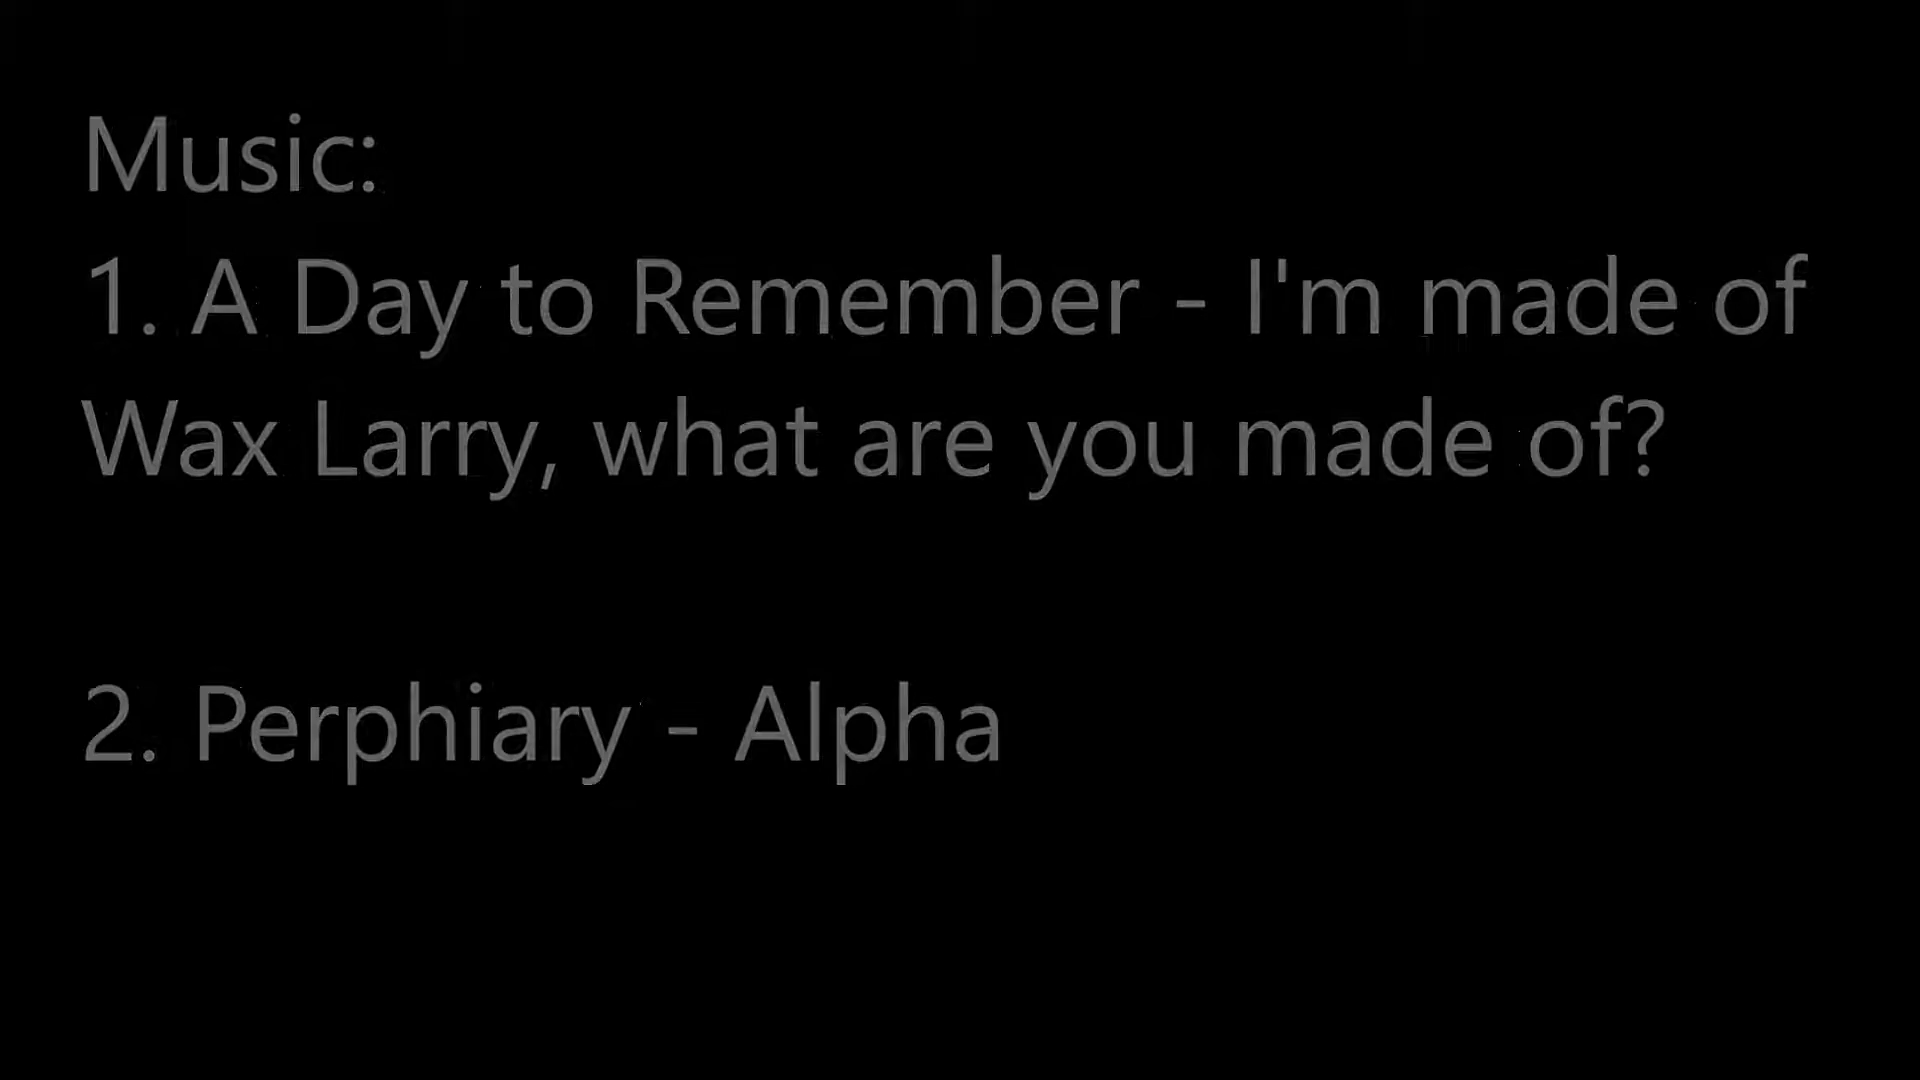 Music:
1. A Day to Remember - I'm made of
Wax Larry, what are you made of?
2. Perphiary - Alpha